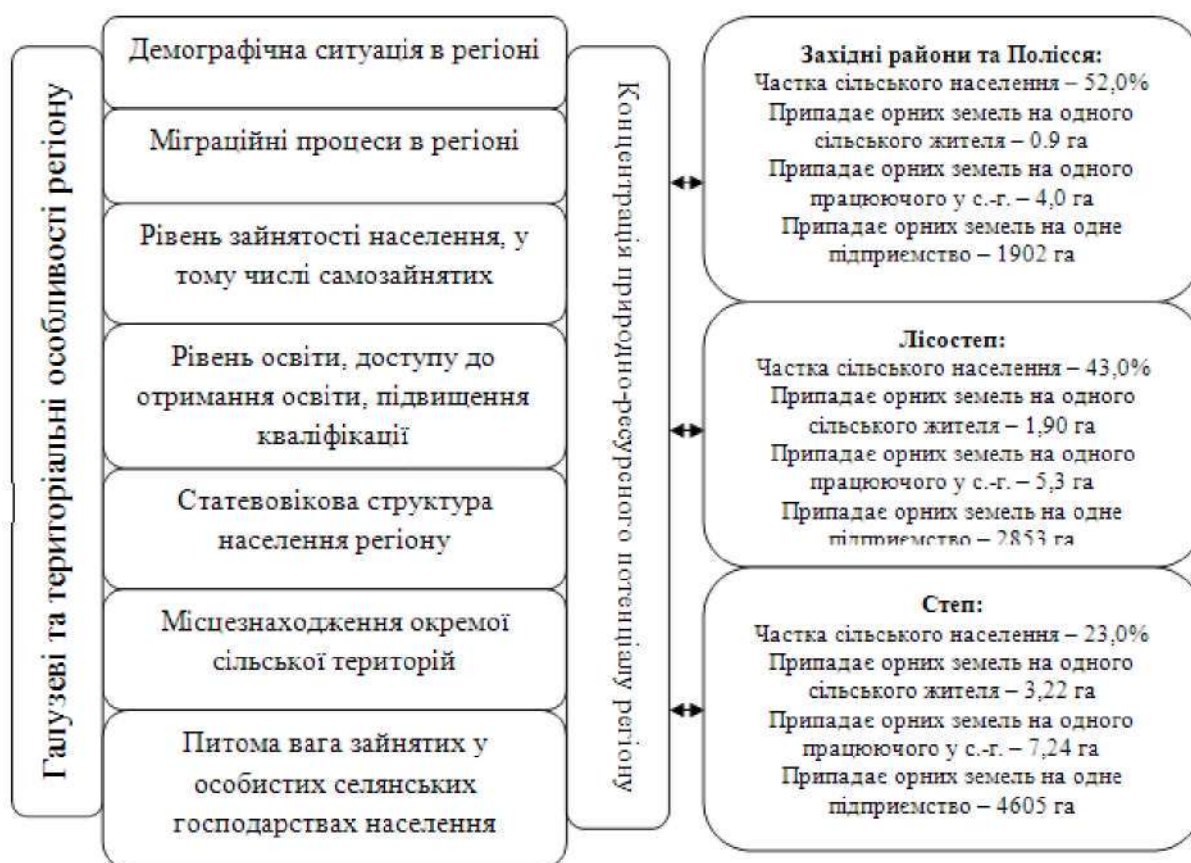 Галузеві та територіальні особливості регіону
Демографічна ситуація в регіоні
Міграційні процеси в регіоні
Рівень зайнятості населення, у
тому числі самозайнятих
Рівень освіти, доступу до
отримання освіти, підвищення
кваліфікації
Статевовікова структура
населення регіону
Місцезнаходження окремої
сільської територій
Питома вага зайнятих у
особистих селянських
господарствах населення
Концентрація природно-ресурсного потенціалу регіону
Західні райони та Полісся:
Частка сільського населення – 52,0%
Припадає орних земель на одного
сільського жителя – 0.9 га
Припадає орних земель на одного
працюючого у с.-г. – 4,0 га
Припадає орних земель на одне
підприємство – 1902 га
Лісостеп:
Частка сільського населення – 43,0%
Припадає орних земель на одного
сільського жителя – 1,90 га
Припадає орних земель на одного
працюючого у с.-г. – 5,3 га
Припадає орних земель на одне
підприємство – 2853 га
Степ:
Частка сільського населення – 23,0%
Припадає орних земель на одного
сільського жителя – 3,22 га
Припадає орних земель на одного
працюючого у с.-г. – 7,24 га
Припадає орних земель на одне
підприємство – 4605 га